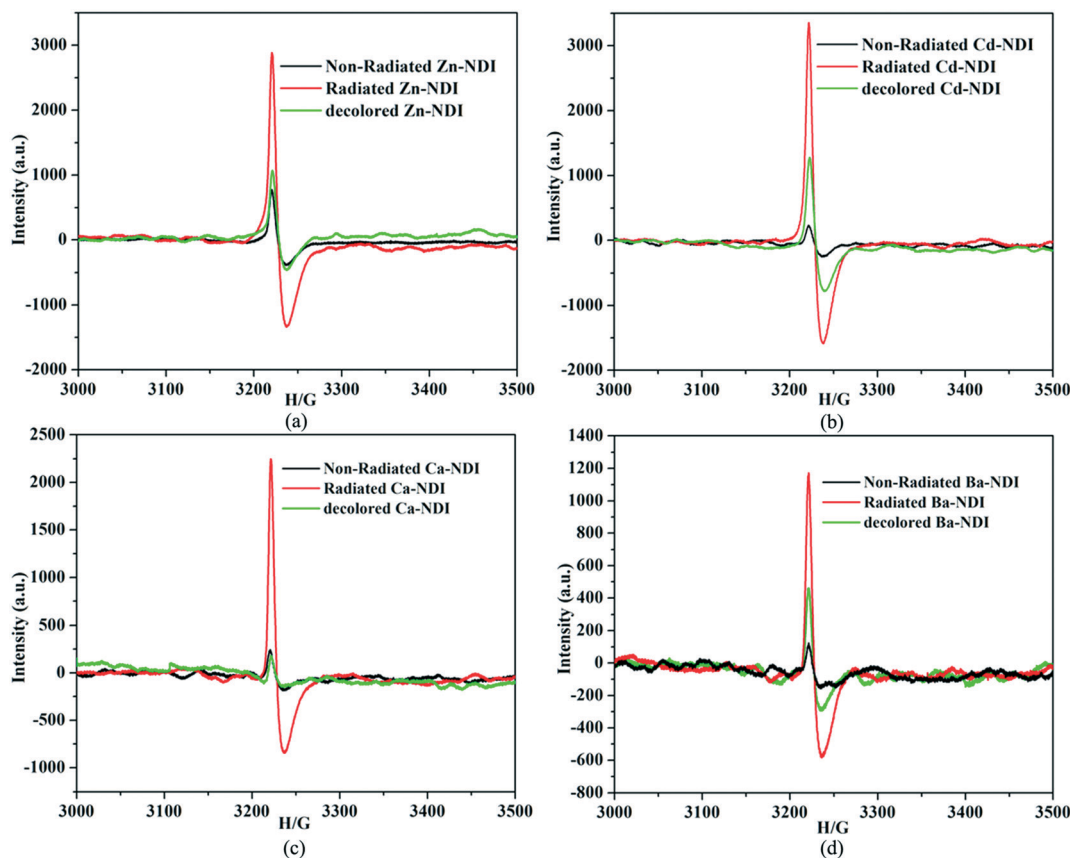 3000
2000
1000
0
-1000
-2000
Intensity (a.u.)
Non-Radiated Zn-NDI
Radiated Zn-NDI
decolored Zn-NDI
3000 3100 3200 3300 3400 3500
H/G
(a)
3000
2000
1000
0
-1000
-2000
Intensity (a.u.)
Non-Radiated Cd-NDI
Radiated Cd-NDI
decolored Cd-NDI
3000 3100 3200 3300 3400 3500
H/G
(b)
2500
2000
1500
1000
500
0
-500
-1000
Intensity (a.u.)
Non-Radiated Ca-NDI
Radiated Ca-NDI
decolored Ca-NDI
3000 3100 3200 3300 3400 3500
H/G
(c)
1400
1200
1000
800
600
400
200
0
-200
-400
-600
-800
Intensity (a.u.)
Non-Radiated Ba-NDI
Radiated Ba-NDI
decolored Ba-NDI
3000 3100 3200 3300 3400 3500
H/G
(d)